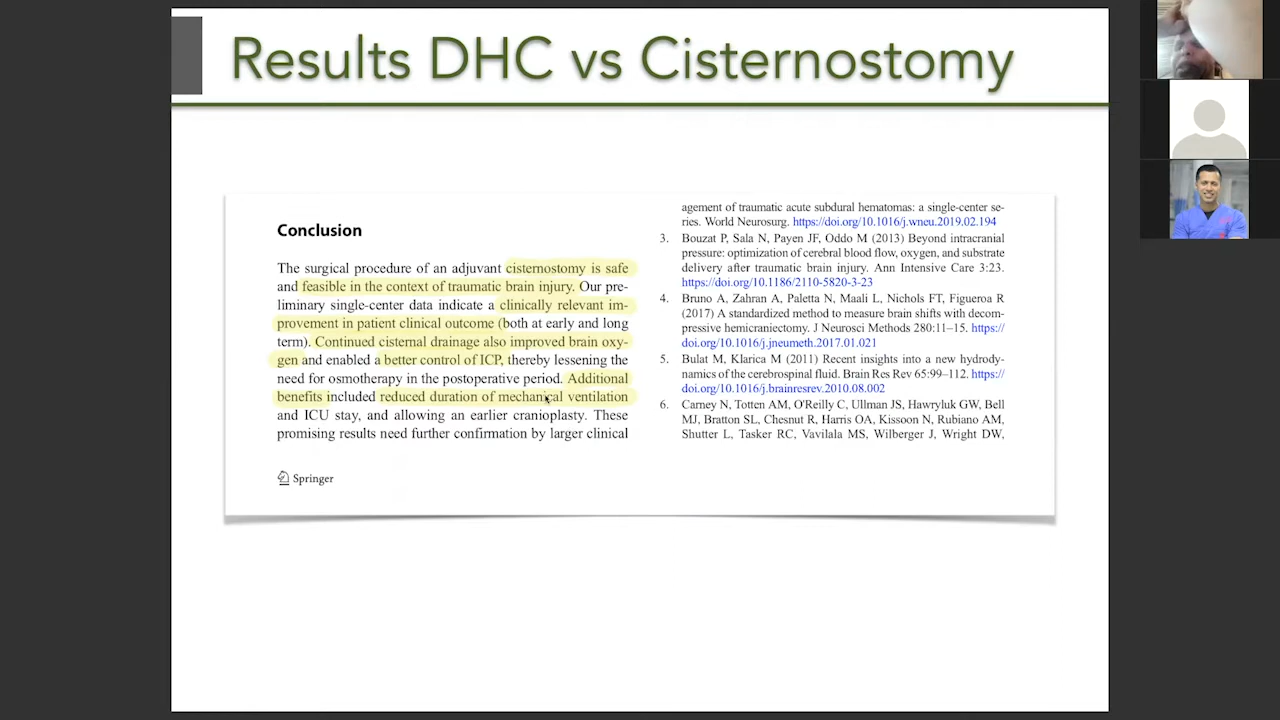 Results DHC vs Cisternostomy
Conclusion
The surgical procedure of an adjuvant cisternostomy is safe
and feasible in the context of traumatic brain injury. Our pre-
liminary single-center data indicate a clinically relevant im-
provement in patient clinical outcome (both at early and long
term). Continued cisternal drainage also improved brain oxy-
gen and enabled a better control of ICP, thereby lessening the
need for osmotherapy in the postoperative period. Additional
benefits included reduced duration of mechanical ventilation
and ICU stay, and allowing an earlier cranioplasty. These
promising results need further confirmation by larger clinical
Springer
agement of traumatic acute subdural hematomas: a single-center se-
ries. World Neurosurg. https://doi.org/10.1016/j.wneu.2019.02.194
3. Bouzat P, Sala N, Payen JF, Oddo M (2013) Beyond intracranial
pressure: optimization of cerebral blood flow, oxygen, and substrate
delivery after traumatic brain injury. Ann Intensive Care 3:23.
https://doi.org/10.1186/2110-5820-3-23
4. Bruno A, Zahran A, Paletta N, Maali L, Nichols FT, Figueroa R
(2017) A standardized method to measure brain shifts with decom-
pressive hemicraniectomy. J Neurosci Methods 280:11–15. https://
doi.org/10.1016/j.jneumeth.2017.01.021
5. Bulat M, Klarica M (2011) Recent insights into a new hydrody-
namics of the cerebrospinal fluid. Brain Res Rev 65:99–112. https://
doi.org/10.1016/j.brainresrev.2010.08.002
6. Carney N, Totten AM, O'Reilly C, Ullman JS, Hawryluk GW, Bell
MJ, Bratton SL, Chesnut R, Harris OA, Kissoon N, Rubiano AM,
Shutter L, Tasker RC, Vavilala MS, Wilberger J, Wright DW,